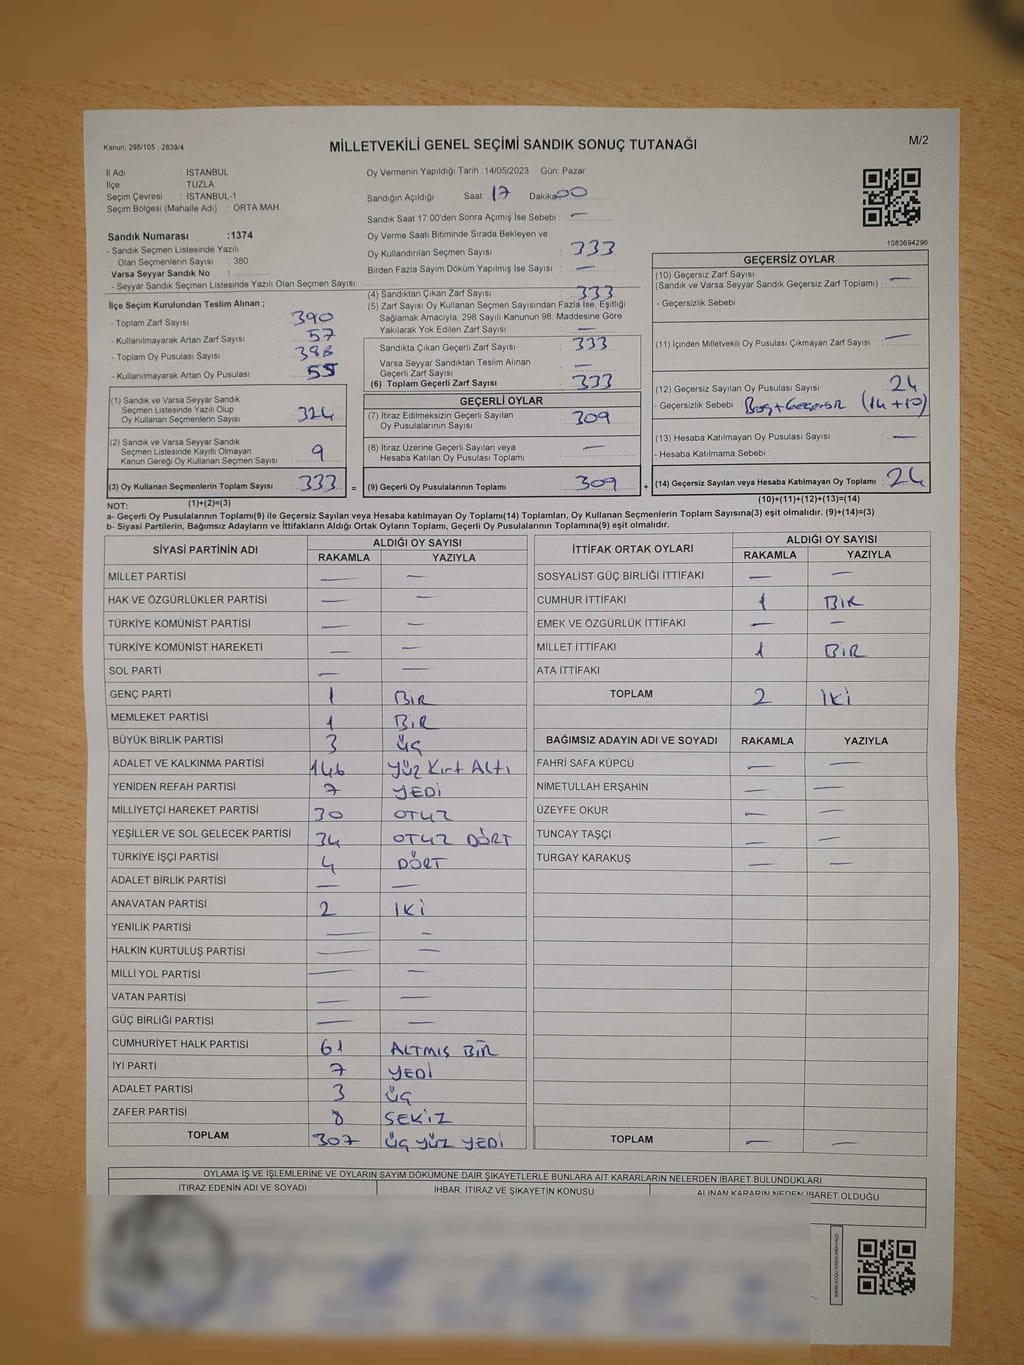 Kanun: 298/105 , 2839/4
MİLLETVEKİLİ GENEL SEÇİMİ SANDIK SONUÇ TUTANAĞI
M/2
İl Adı : İSTANBUL
İlçe : TUZLA
Seçim Çevresi : İSTANBUL-1
Seçim Bölgesi (Mahalle Adı) : ORTA MAH.
Sandık Numarası :1374
- Sandık Seçmen Listesinde Yazılı
Olan Seçmenlerin Sayısı : 380
Varsa Seyyar Sandık No :
- Seyyar Sandık Seçmen Listesinde Yazılı Olan Seçmen Sayısı:
Oy Vermenin Yapıldığı Tarih :14/05/2023 Gün: Pazar
Sandığın Açıldığı Saat: 17 Dakika: 00
Sandık Saat 17:00'den Sonra Açımış İse Sebebi : —
Oy Verme Saati Bitiminde Sırada Bekleyen ve
Oy Kullandırılan Seçmen Sayısı : 333
Birden Fazla Sayım Döküm Yapılmış İse Sayısı : —
1083694296
İlçe Seçim Kurulundan Teslim Alınan ;
- Toplam Zarf Sayısı : 390
- Kullanılmayarak Artan Zarf Sayısı : 57
- Toplam Oy Pusulası Sayısı : 388
- Kullanılmayarak Artan Oy Pusulası : 55
(1) Sandık ve Varsa Seyyar Sandık
Seçmen Listesinde Yazılı Olup
Oy Kullanan Seçmenlerin Sayısı : 324
(2) Sandık ve Varsa Seyyar Sandık
Seçmen Listesinde Kayıtlı Olmayan
Kanun Gereği Oy Kullanan Seçmen Sayısı : 9
(3) Oy Kullanan Seçmenlerin Toplam Sayısı : 333 =
(4) Sandıktan Çıkan Zarf Sayısı : 333
(5) Zarf Sayısı Oy Kullanan Seçmen Sayısından Fazla İse, Eşitliği
Sağlamak Amacıyla; 298 Sayılı Kanunun 98. Maddesine Göre
Yakılarak Yok Edilen Zarf Sayısı : —
Sandıkta Çıkan Geçerli Zarf Sayısı : 333
Varsa Seyyar Sandıktan Teslim Alınan
Geçerli Zarf Sayısı : —
(6) Toplam Geçerli Zarf Sayısı : 333
GEÇERLİ OYLAR
(7) İtiraz Edilmeksizin Geçerli Sayılan
Oy Pusulalarının Sayısı : 309
(8) İtiraz Üzerine Geçerli Sayılan veya
Hesaba Katılan Oy Pusulası Toplamı : —
(9) Geçerli Oy Pusulalarının Toplamı : 309 +
GEÇERSİZ OYLAR
(10) Geçersiz Zarf Sayısı : —
(Sandık ve Varsa Seyyar Sandık Geçersiz Zarf Toplamı)
- Geçersizlik Sebebi :
(11) İçinden Milletvekili Oy Pusulası Çıkmayan Zarf Sayısı: —
(12) Geçersiz Sayılan Oy Pusulası Sayısı : 24
- Geçersizlik Sebebi : Boş+Geçersiz (14+10)
(13) Hesaba Katılmayan Oy Pusulası Sayısı : —
- Hesaba Katılmama Sebebi :
(14) Geçersiz Sayılan veya Hesaba Katılmayan Oy Toplamı : 24
NOT: (1)+(2)=(3)
(10)+(11)+(12)+(13)=(14)
a- Geçerli Oy Pusulalarının Toplamı(9) ile Geçersiz Sayılan veya Hesaba katılmayan Oy Toplamı(14) Toplamları, Oy Kullanan Seçmenlerin Toplam Sayısına(3) eşit olmalıdır. (9)+(14)=(3)
b- Siyasi Partilerin, Bağımsız Adayların ve İttifakların Aldığı Ortak Oyların Toplamı, Geçerli Oy Pusulalarının Toplamına(9) eşit olmalıdır.
SİYASİ PARTİNİN ADI ALDIĞI OY SAYISI
RAKAMLA YAZIYLA
MİLLET PARTİSİ — —
HAK VE ÖZGÜRLÜKLER PARTİSİ — —
TÜRKİYE KOMÜNİST PARTİSİ — —
TÜRKİYE KOMÜNİST HAREKETİ — —
SOL PARTİ — —
GENÇ PARTİ 1 BİR
MEMLEKET PARTİSİ 1 BİR
BÜYÜK BİRLİK PARTİSİ 3 üç
ADALET VE KALKINMA PARTİSİ 146 yüz Kırk Altı
YENİDEN REFAH PARTİSİ 7 YEDİ
MİLLİYETÇİ HAREKET PARTİSİ 30 OTUZ
YEŞİLLER VE SOL GELECEK PARTİSİ 34 OTUZ DÖRT
TÜRKİYE İŞÇİ PARTİSİ 4 DÖRT
ADALET BİRLİK PARTİSİ — —
ANAVATAN PARTİSİ 2 İKİ
YENİLİK PARTİSİ — —
HALKIN KURTULUŞ PARTİSİ — —
MİLLİ YOL PARTİSİ — —
VATAN PARTİSİ — —
GÜÇ BİRLİĞİ PARTİSİ — —
CUMHURİYET HALK PARTİSİ 61 ALTMIŞ BİR
İYİ PARTİ 7 YEDİ
ADALET PARTİSİ 3 üç
ZAFER PARTİSİ 8 SEKİZ
TOPLAM 307 üç yüz YEDİ
İTTİFAK ORTAK OYLARI ALDIĞI OY SAYISI
RAKAMLA YAZIYLA
SOSYALİST GÜÇ BİRLİĞİ İTTİFAKI — —
CUMHUR İTTİFAKI 1 BİR
EMEK VE ÖZGÜRLÜK İTTİFAKI — —
MİLLET İTTİFAKI 1 BİR
ATA İTTİFAKI
TOPLAM 2 İKİ
BAĞIMSIZ ADAYIN ADI VE SOYADI RAKAMLA YAZIYLA
FAHRİ SAFA KÜPCÜ — —
NİMETULLAH ERŞAHİN — —
ÜZEYFE OKUR — —
TUNCAY TAŞÇI — —
TURGAY KARAKUŞ — —
TOPLAM — —
OYLAMA İŞ VE İŞLEMLERİNE VE OYLARIN SAYIM DÖKÜMÜNE DAİR ŞİKAYETLERLE BUNLARA AİT KARARLARIN NELERDEN İBARET BULUNDUKLARI
İTİRAZ EDENİN ADI VE SOYADI İHBAR, İTİRAZ VE ŞİKAYETİN KONUSU ALINAN KARARIN NEDEN İBARET OLDUĞU